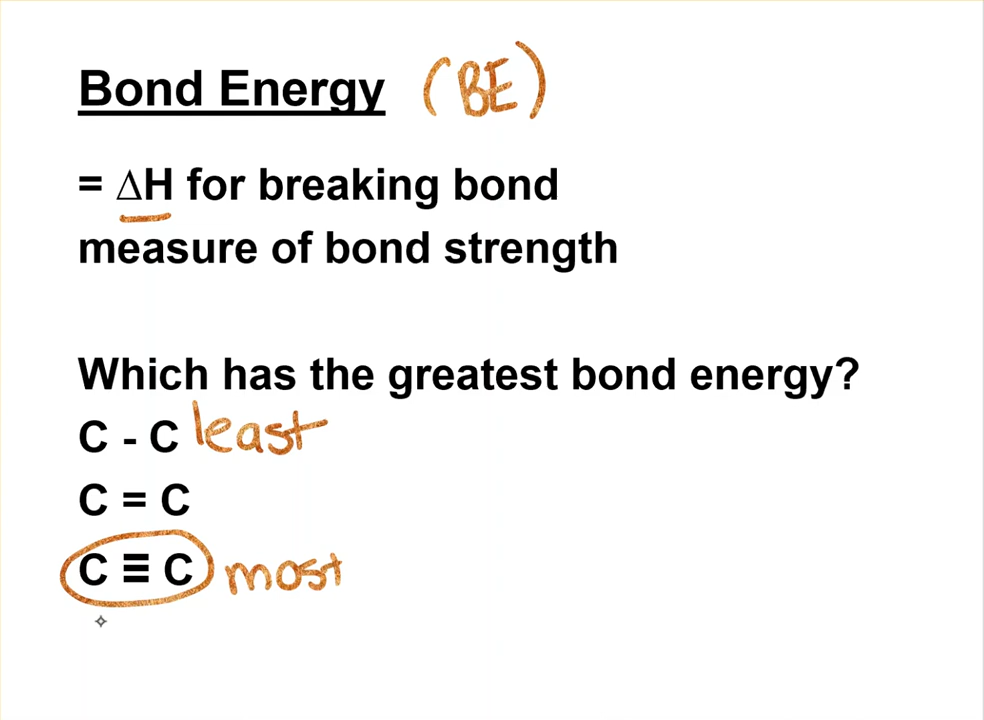 Bond Energy (BE)
= ΔH for breaking bond
measure of bond strength
Which has the greatest bond energy?
C - C least
C = C
C ≡ C most